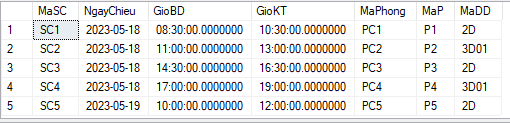 MaSC NgayChieu GioBD GioKT MaPhong MaP MaDD
1 SC1 2023-05-18 08:30:00.0000000 10:30:00.0000000 PC1 P1 2D
2 SC2 2023-05-18 11:00:00.0000000 13:00:00.0000000 PC2 P2 3D01
3 SC3 2023-05-18 14:30:00.0000000 16:30:00.0000000 PC3 P3 2D
4 SC4 2023-05-18 17:00:00.0000000 19:00:00.0000000 PC4 P4 3D01
5 SC5 2023-05-19 10:00:00.0000000 12:00:00.0000000 PC5 P5 2D